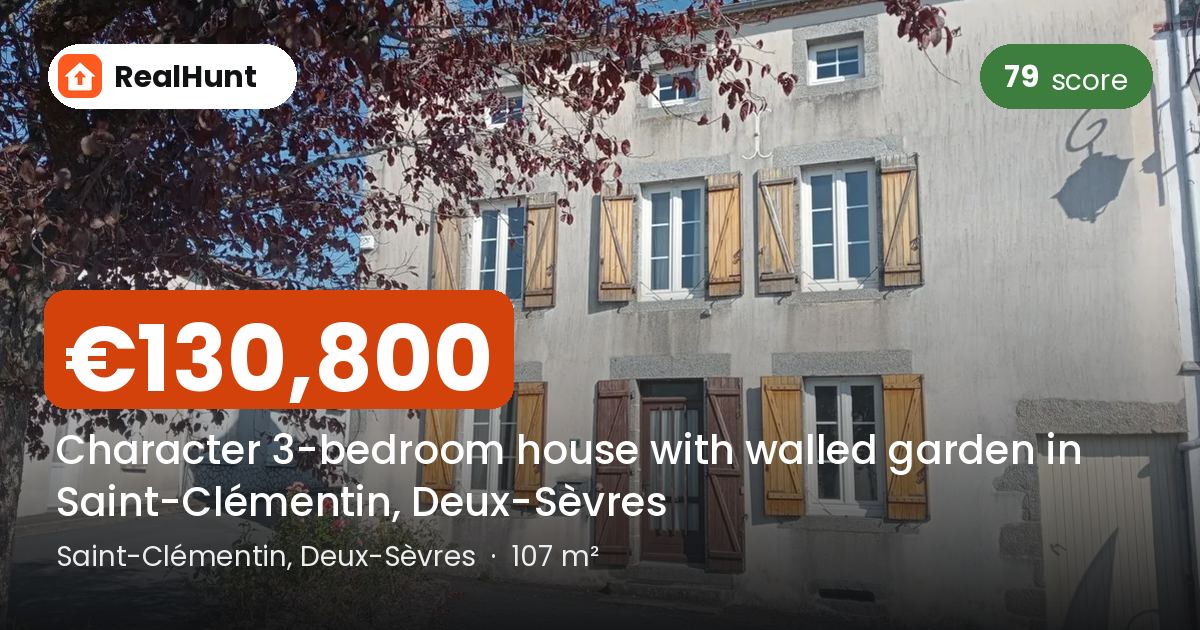 RealHunt
79 score
€130,800
Character 3-bedroom house with walled garden in
Saint-Clémentin, Deux-Sèvres
Saint-Clémentin, Deux-Sèvres · 107 m²